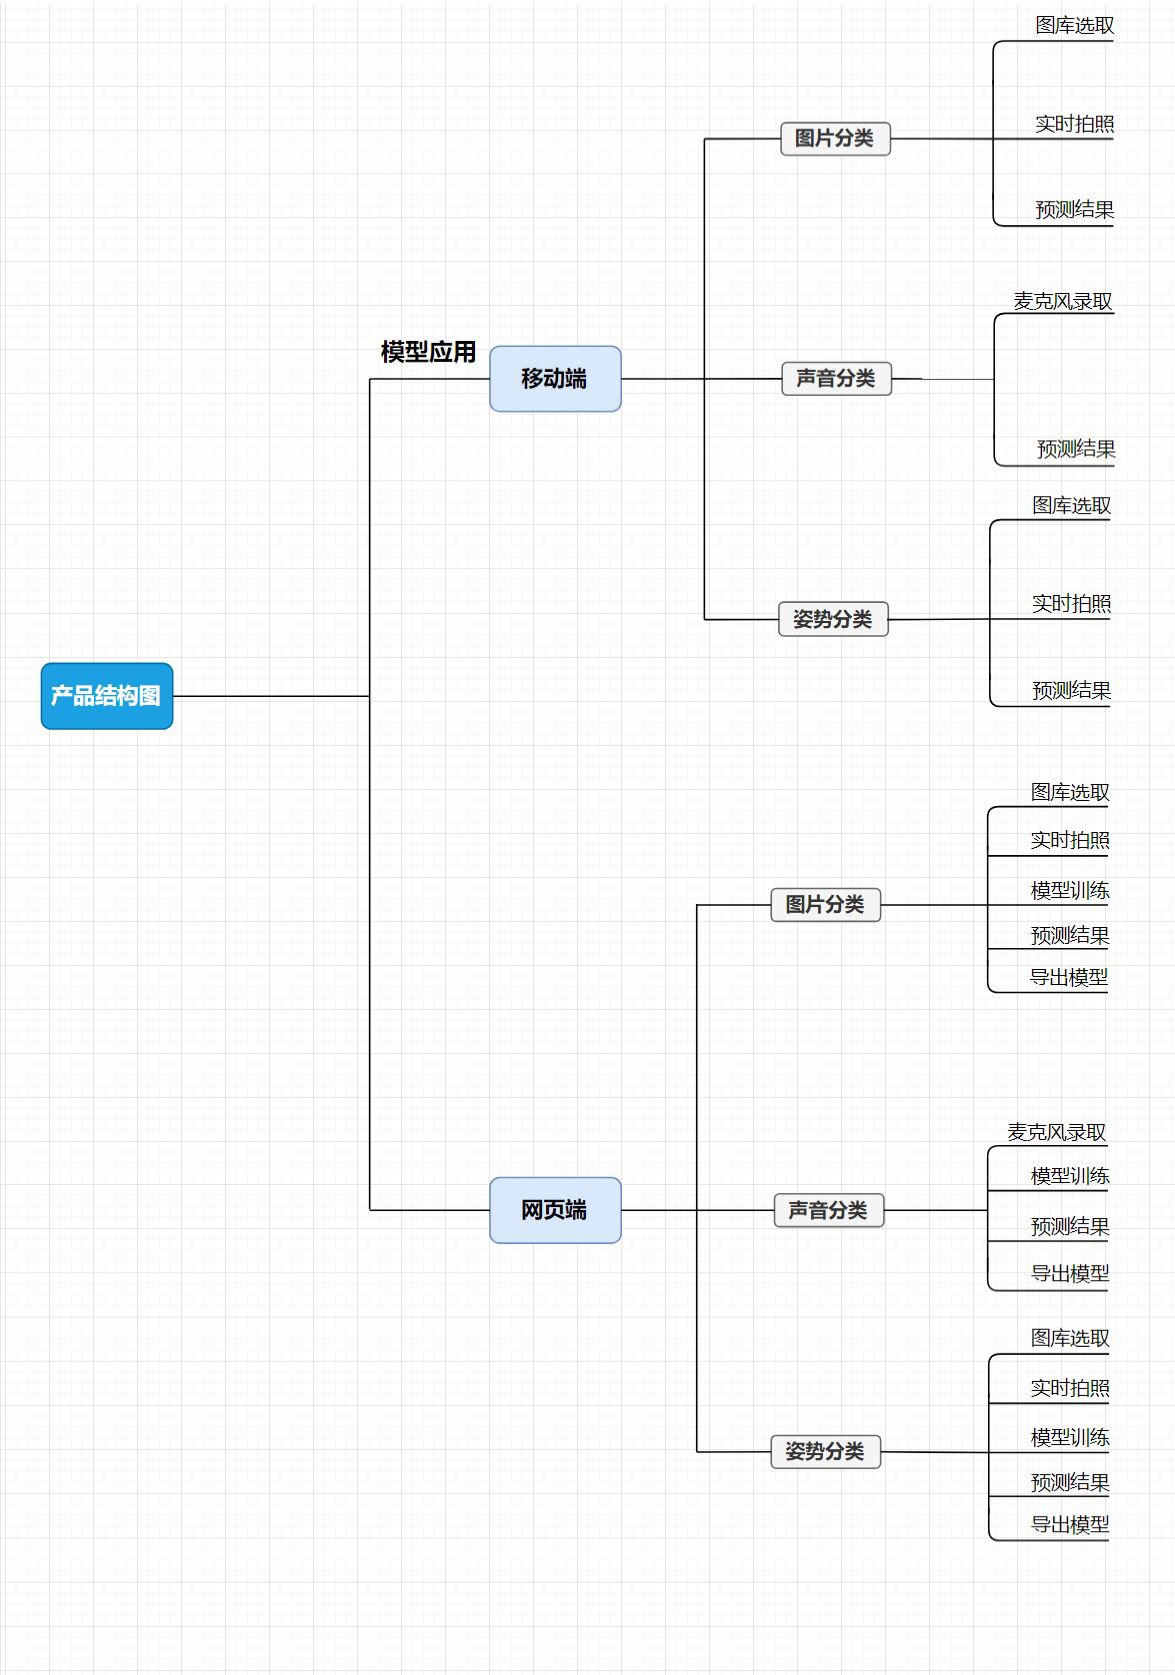 产品结构图
模型应用
移动端
图片分类
图库选取
实时拍照
预测结果
声音分类
麦克风录取
预测结果
姿势分类
图库选取
实时拍照
预测结果
网页端
图片分类
图库选取
实时拍照
模型训练
预测结果
导出模型
声音分类
麦克风录取
模型训练
预测结果
导出模型
姿势分类
图库选取
实时拍照
模型训练
预测结果
导出模型